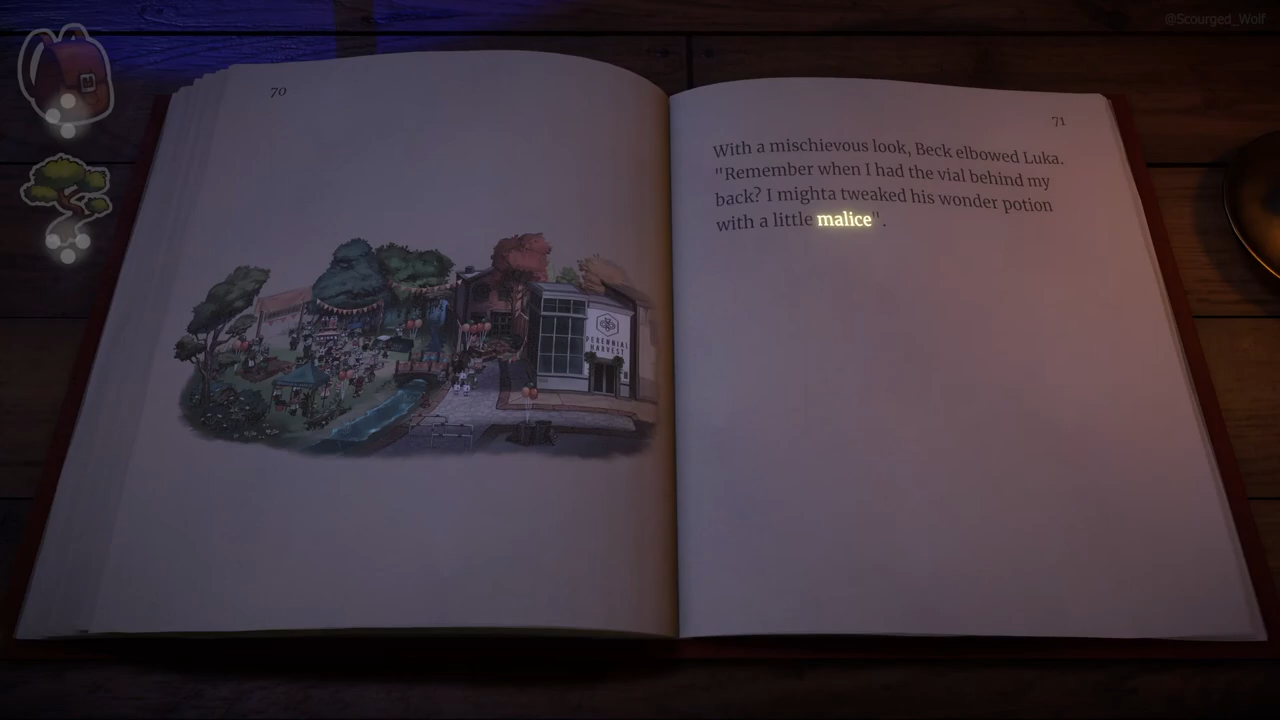 @Scourged_Wolf
70
71
With a mischievous look, Beck elbowed Luka.
"Remember when I had the vial behind my
back? I mighta tweaked his wonder potion
with a little malice".
PERENNIAL
HARVEST